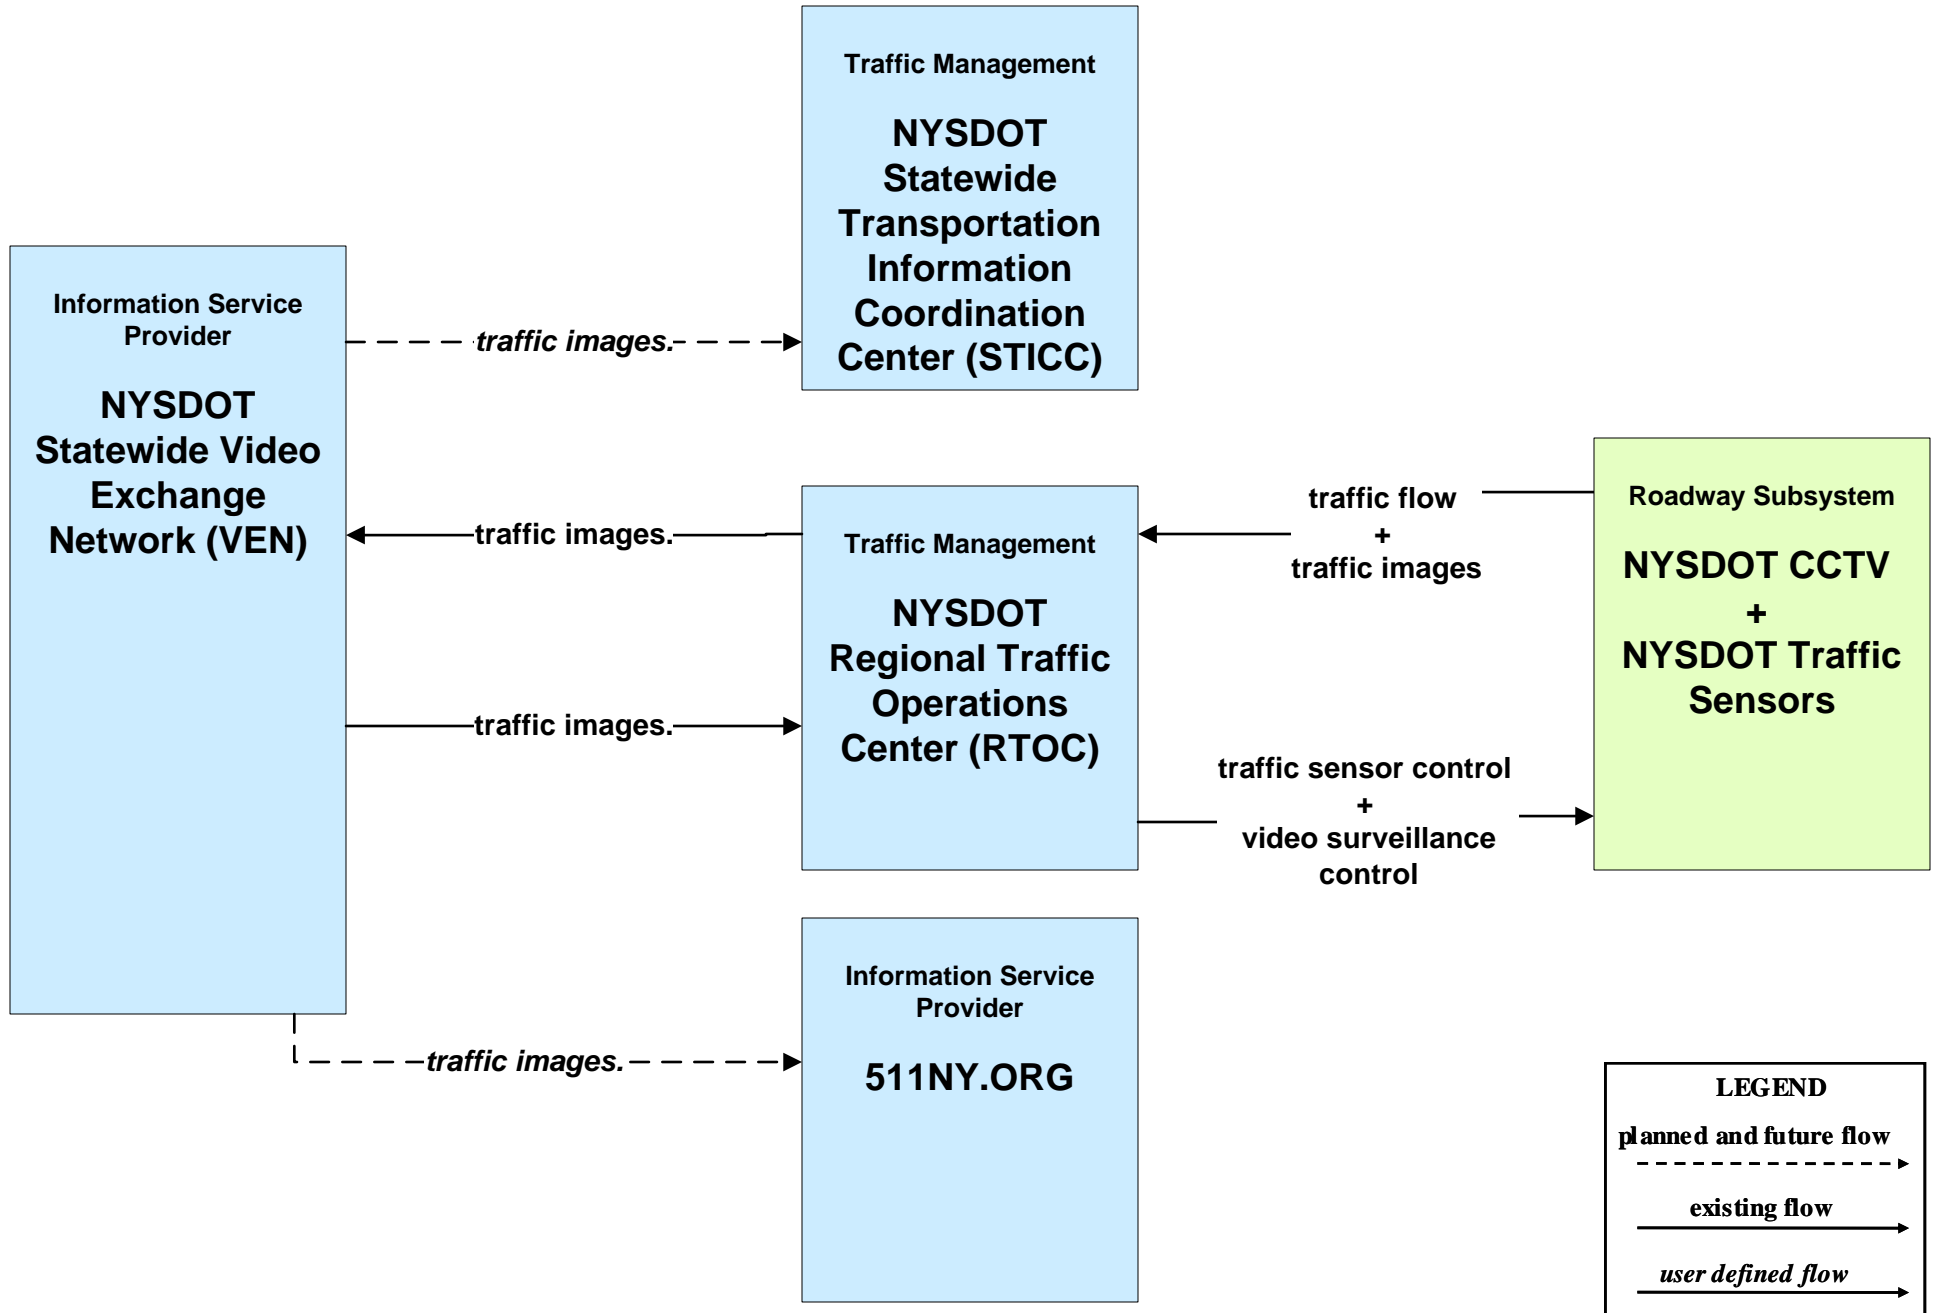 Traffic Management
NYSDOT
Statewide
Transportation
Information
Coordination
Center (STICC)
Information Service
Provider
NYSDOT
Statewide Video
Exchange
Network (VEN)
traffic images.
traffic images.
traffic images.
traffic images.
Traffic Management
NYSDOT
Regional Traffic
Operations
Center (RTOC)
traffic flow
+
traffic images
traffic sensor control
+
video surveillance
control
Roadway Subsystem
NYSDOT CCTV
+
NYSDOT Traffic
Sensors
Information Service
Provider
511NY.ORG
LEGEND
planned and future flow
existing flow
user defined flow